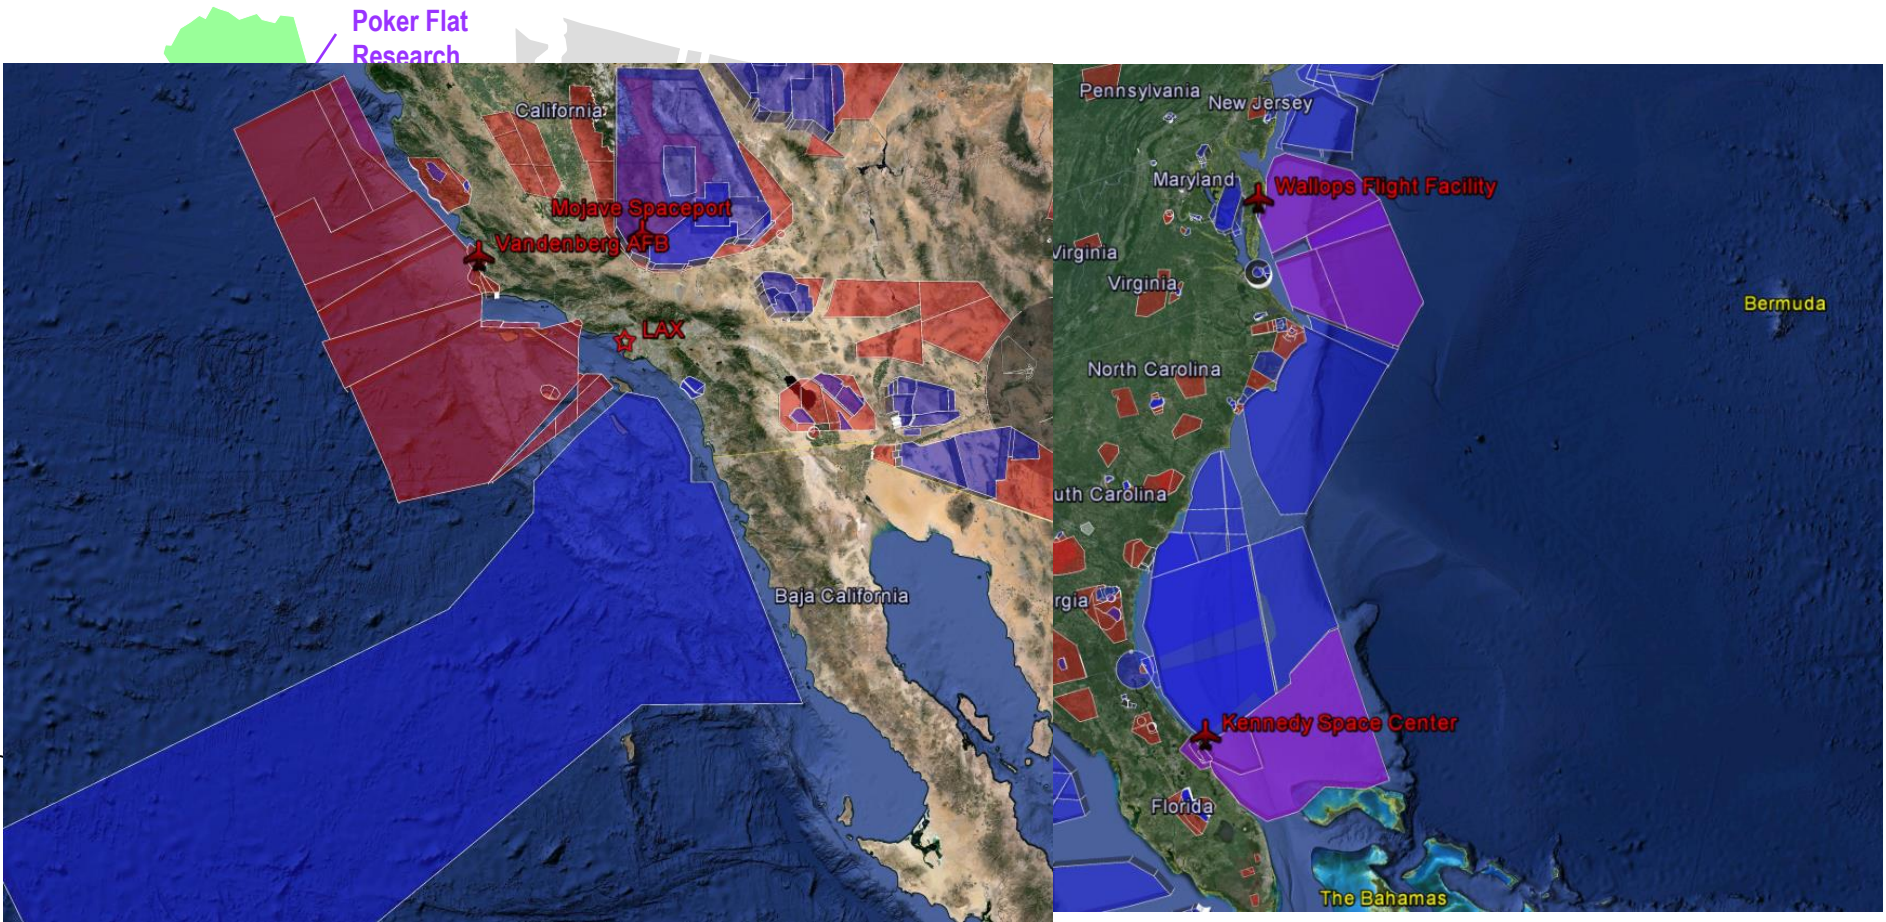 Poker Flat
Research
California
Mojave Spaceport
Vandenberg AFB
LAX
Baja California
Pennsylvania
New Jersey
Maryland
Wallops Flight Facility
Virginia
Virginia
Bermuda
North Carolina
uth Carolina
rgia
Kennedy Space Center
Florida
The Bahamas